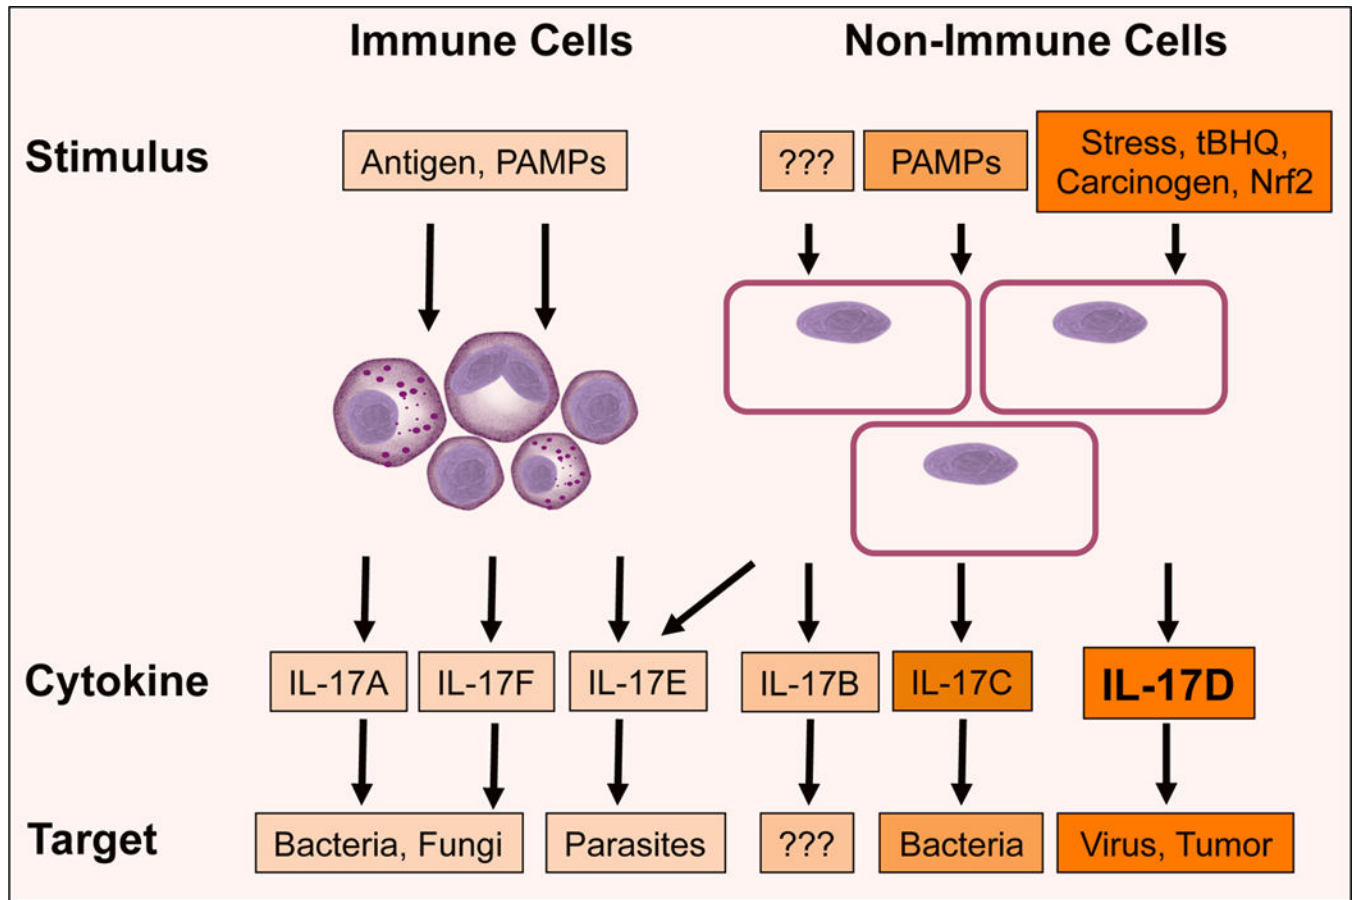 Immune Cells
Non-Immune Cells
Stimulus
Antigen, PAMPs
???
PAMPs
Stress, tBHQ,
Carcinogen, Nrf2
Cytokine
IL-17A
IL-17F
IL-17E
IL-17B
IL-17C
IL-17D
Target
Bacteria, Fungi
Parasites
???
Bacteria
Virus, Tumor